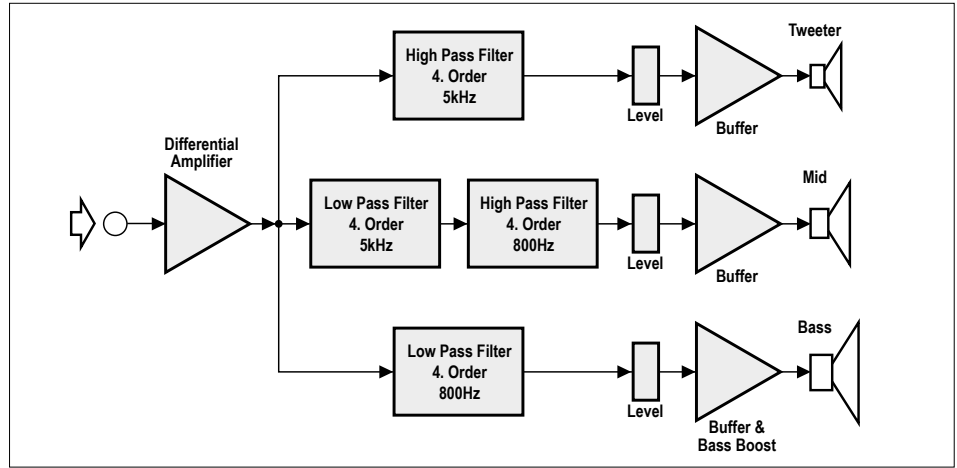 Tweeter
High Pass Filter
4. Order
5kHz
Level
Buffer
Differential
Amplifier
Mid
Low Pass Filter
4. Order
5kHz
High Pass Filter
4. Order
800Hz
Level
Buffer
Bass
Low Pass Filter
4. Order
800Hz
Level
Buffer &
Bass Boost